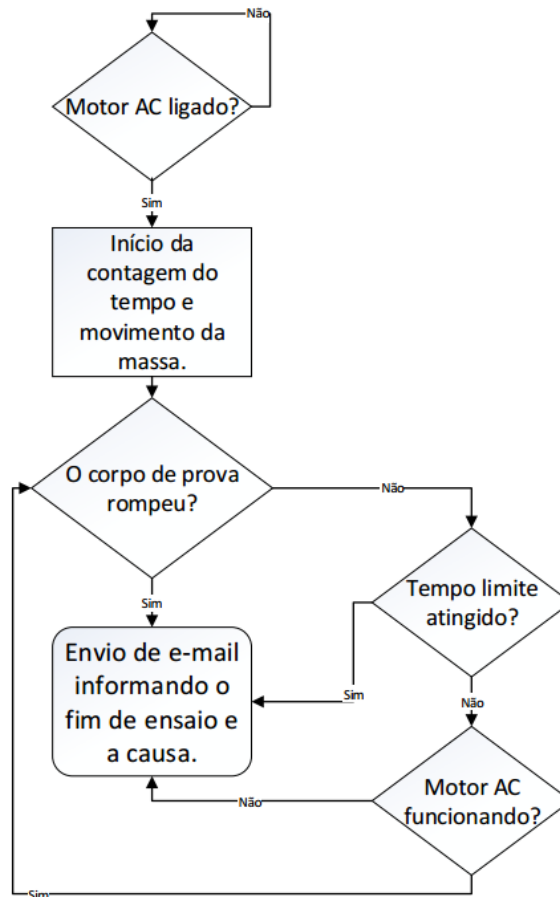 Não
Motor AC ligado?
Sim
Início da
contagem do
tempo e
movimento da
massa.
O corpo de prova
rompeu?
Não
Sim
Tempo limite
atingido?
Envio de e-mail
informando o
fim de ensaio e
a causa.
Sim
Não
Motor AC
funcionando?
Não
Sim